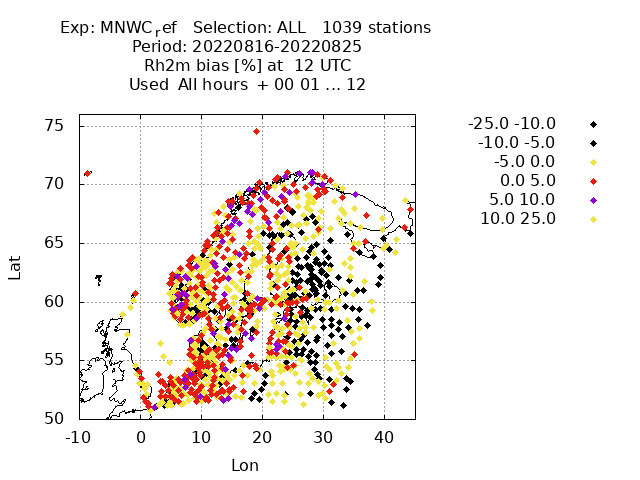 Exp: MNWC_ref   Selection: ALL   1039 stations
Period: 20220816-20220825
Rh2m bias [%] at  12 UTC
Used  All hours  + 00 01 ... 12
-25.0 -10.0
-10.0 -5.0
-5.0 0.0
0.0 5.0
5.0 10.0
10.0 25.0
75
70
65
60
55
50
Lat
-10 0 10 20 30 40
Lon